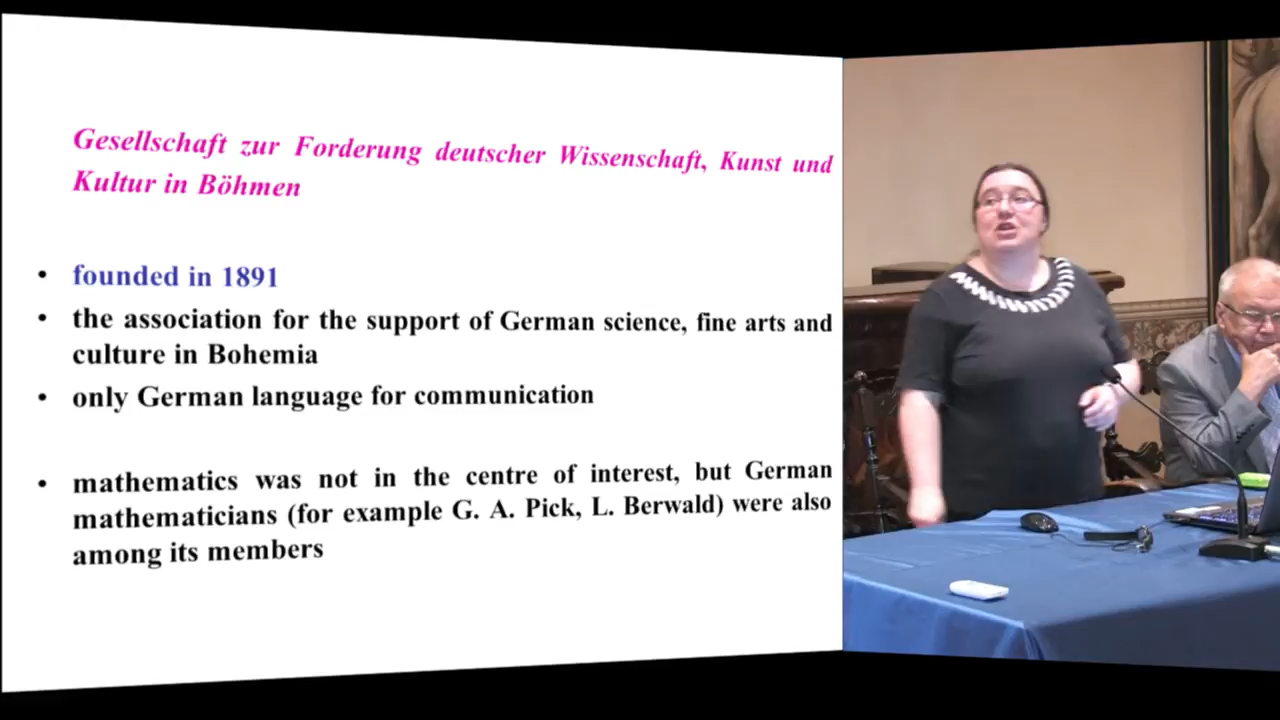 Gesellschaft zur Forderung deutscher Wissenschaft, Kunst und
Kultur in Böhmen
• founded in 1891
• the association for the support of German science, fine arts and
culture in Bohemia
• only German language for communication
• mathematics was not in the centre of interest, but German
mathematicians (for example G. A. Pick, L. Berwald) were also
among its members